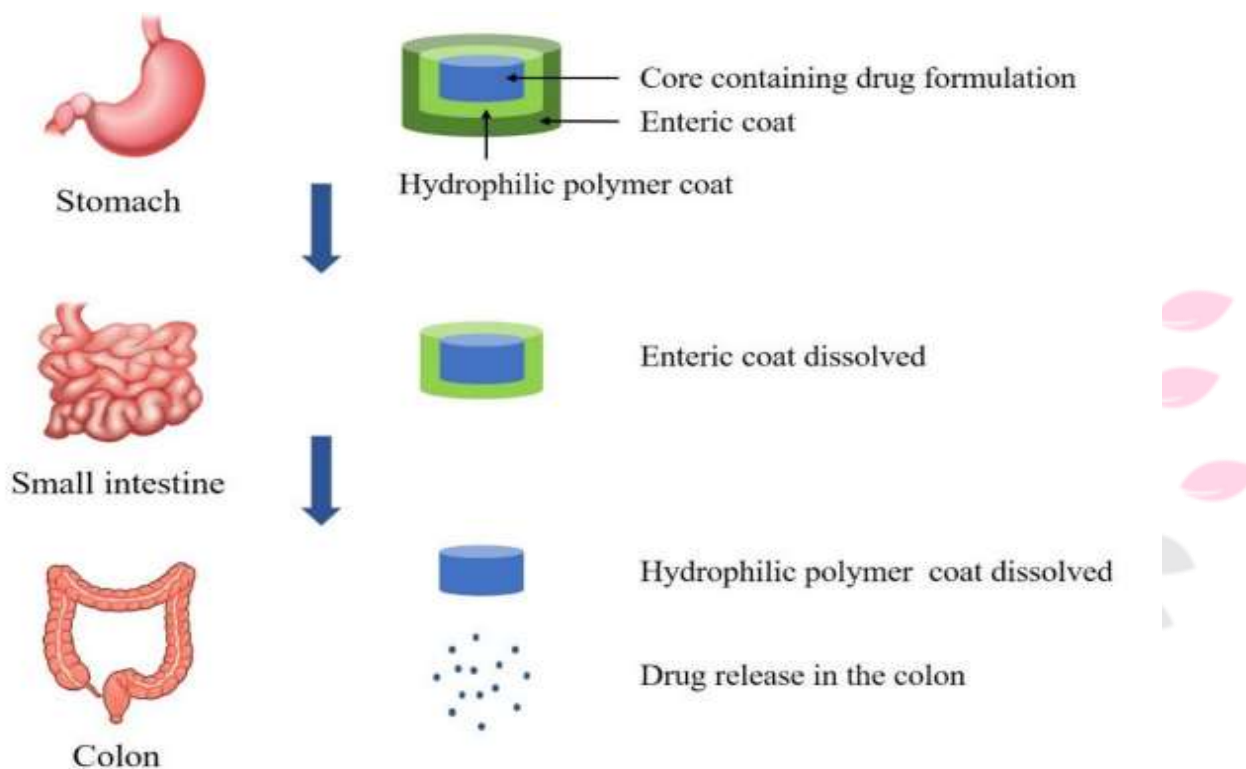 Core containing drug formulation
Enteric coat
Hydrophilic polymer coat
Stomach
Enteric coat dissolved
Small intestine
Hydrophilic polymer coat dissolved
Drug release in the colon
Colon